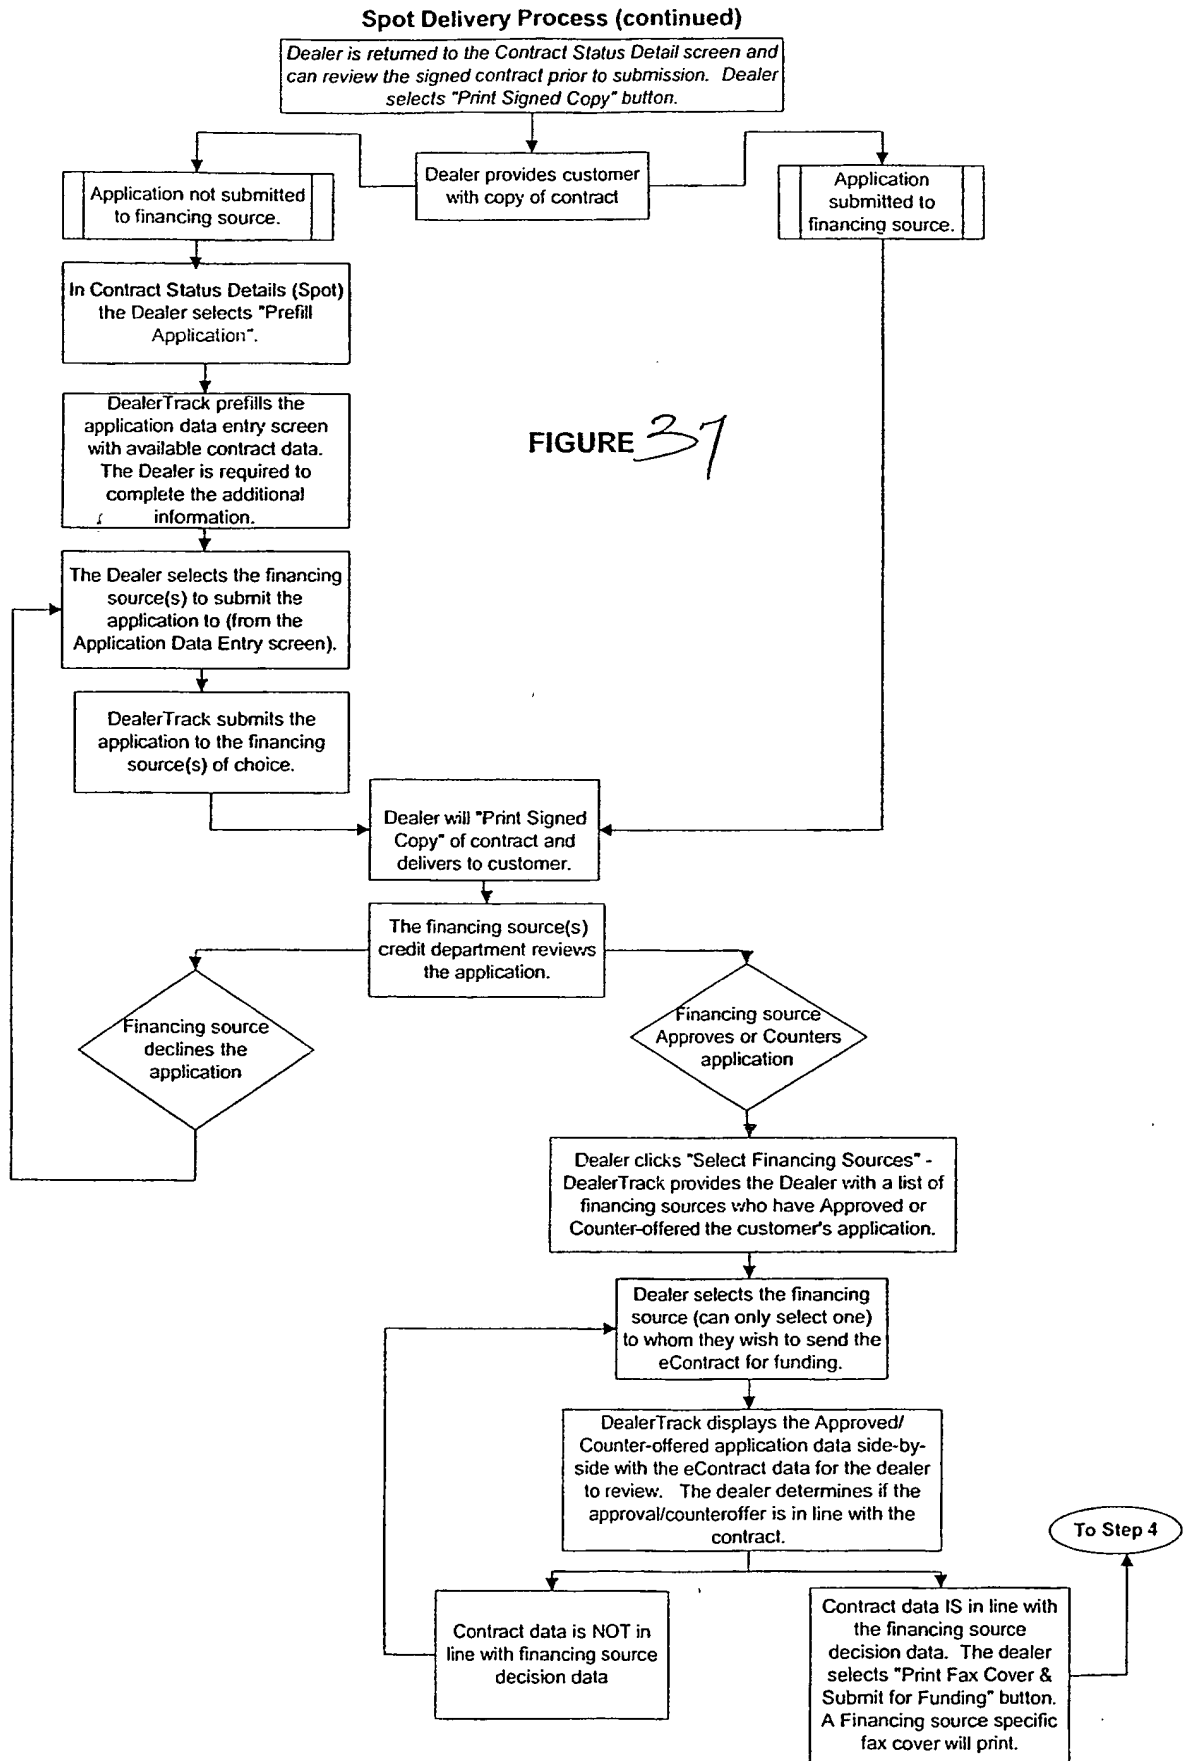 Spot Delivery Process (continued)
Dealer is returned to the Contract Status Detail screen and
can review the signed contract prior to submission. Dealer
selects "Print Signed Copy" button.
Dealer provides customer
with copy of contract
Application not submitted
to financing source.
Application
submitted to
financing source.
In Contract Status Details (Spot)
the Dealer selects "Prefill
Application".
DealerTrack prefills the
application data entry screen
with available contract data.
The Dealer is required to
complete the additional
information.
FIGURE 37
The Dealer selects the financing
source(s) to submit the
application to (from the
Application Data Entry screen).
DealerTrack submits the
application to the financing
source(s) of choice.
Dealer will "Print Signed
Copy" of contract and
delivers to customer.
The financing source(s)
credit department reviews
the application.
Financing source
declines the
application
Financing source
Approves or Counters
application
Dealer clicks "Select Financing Sources" -
DealerTrack provides the Dealer with a list of
financing sources who have Approved or
Counter-offered the customer's application.
Dealer selects the financing
source (can only select one)
to whom they wish to send the
eContract for funding.
DealerTrack displays the Approved/
Counter-offered application data side-by-
side with the eContract data for the dealer
to review. The dealer determines if the
approval/counteroffer is in line with the
contract.
To Step 4
Contract data is NOT in
line with financing source
decision data
Contract data IS in line with
the financing source
decision data. The dealer
selects "Print Fax Cover &
Submit for Funding" button.
A Financing source specific
fax cover will print.